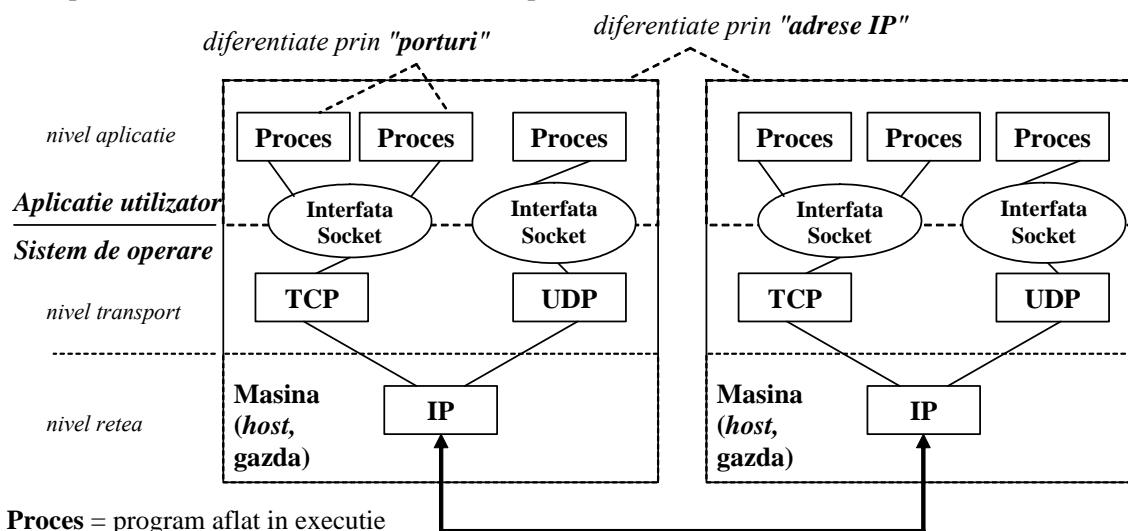 diferentiate prin "porturi"
diferentiate prin "adrese IP"
nivel aplicatie
Proces
Proces
Proces
Proces
Proces
Proces
Aplicatie utilizator
Sistem de operare
Interfata
Socket
Interfata
Socket
Interfata
Socket
Interfata
Socket
nivel transport
TCP
UDP
TCP
UDP
nivel retea
Masina
(host,
gazda)
IP
Masina
(host,
gazda)
IP
Proces = program aflat in executie